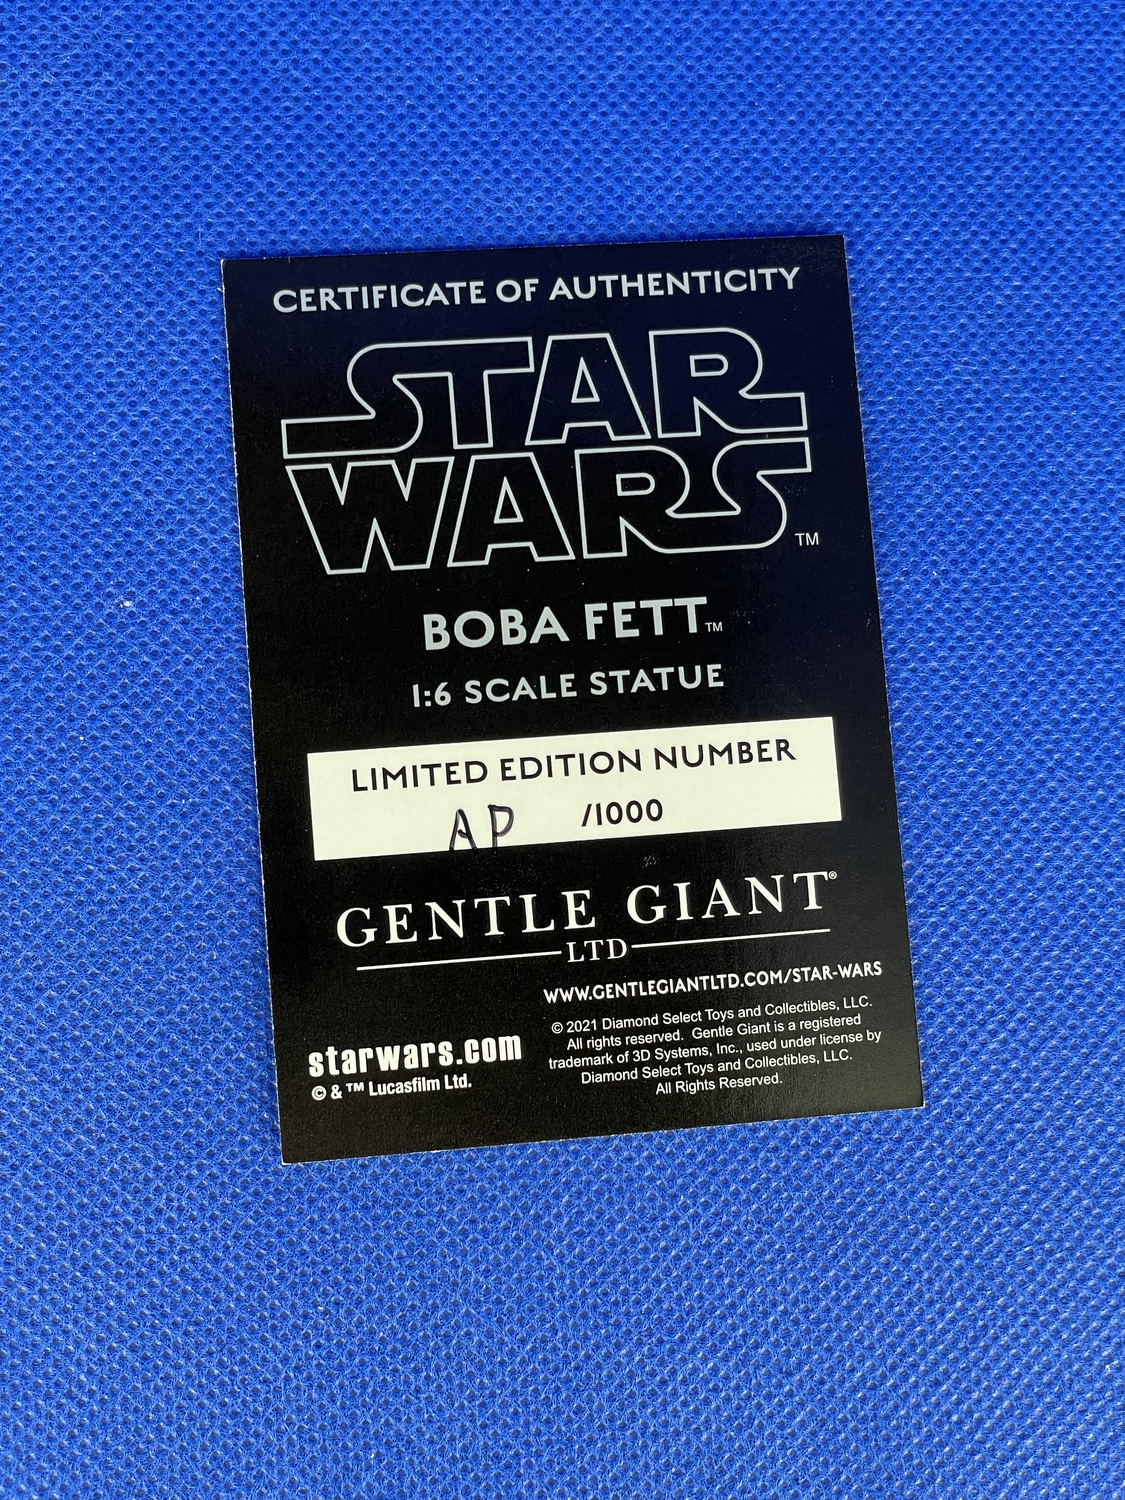 CERTIFICATE OF AUTHENTICITY
STAR
WARS™
BOBA FETT™
1:6 SCALE STATUE
LIMITED EDITION NUMBER
AP /1000
GENTLE GIANT®
LTD
WWW.GENTLEGIANTLTD.COM/STAR-WARS
starwars.com
© & ™ Lucasfilm Ltd.
© 2021 Diamond Select Toys and Collectibles, LLC.
All rights reserved. Gentle Giant is a registered
trademark of 3D Systems, Inc., used under license by
Diamond Select Toys and Collectibles, LLC.
All Rights Reserved.